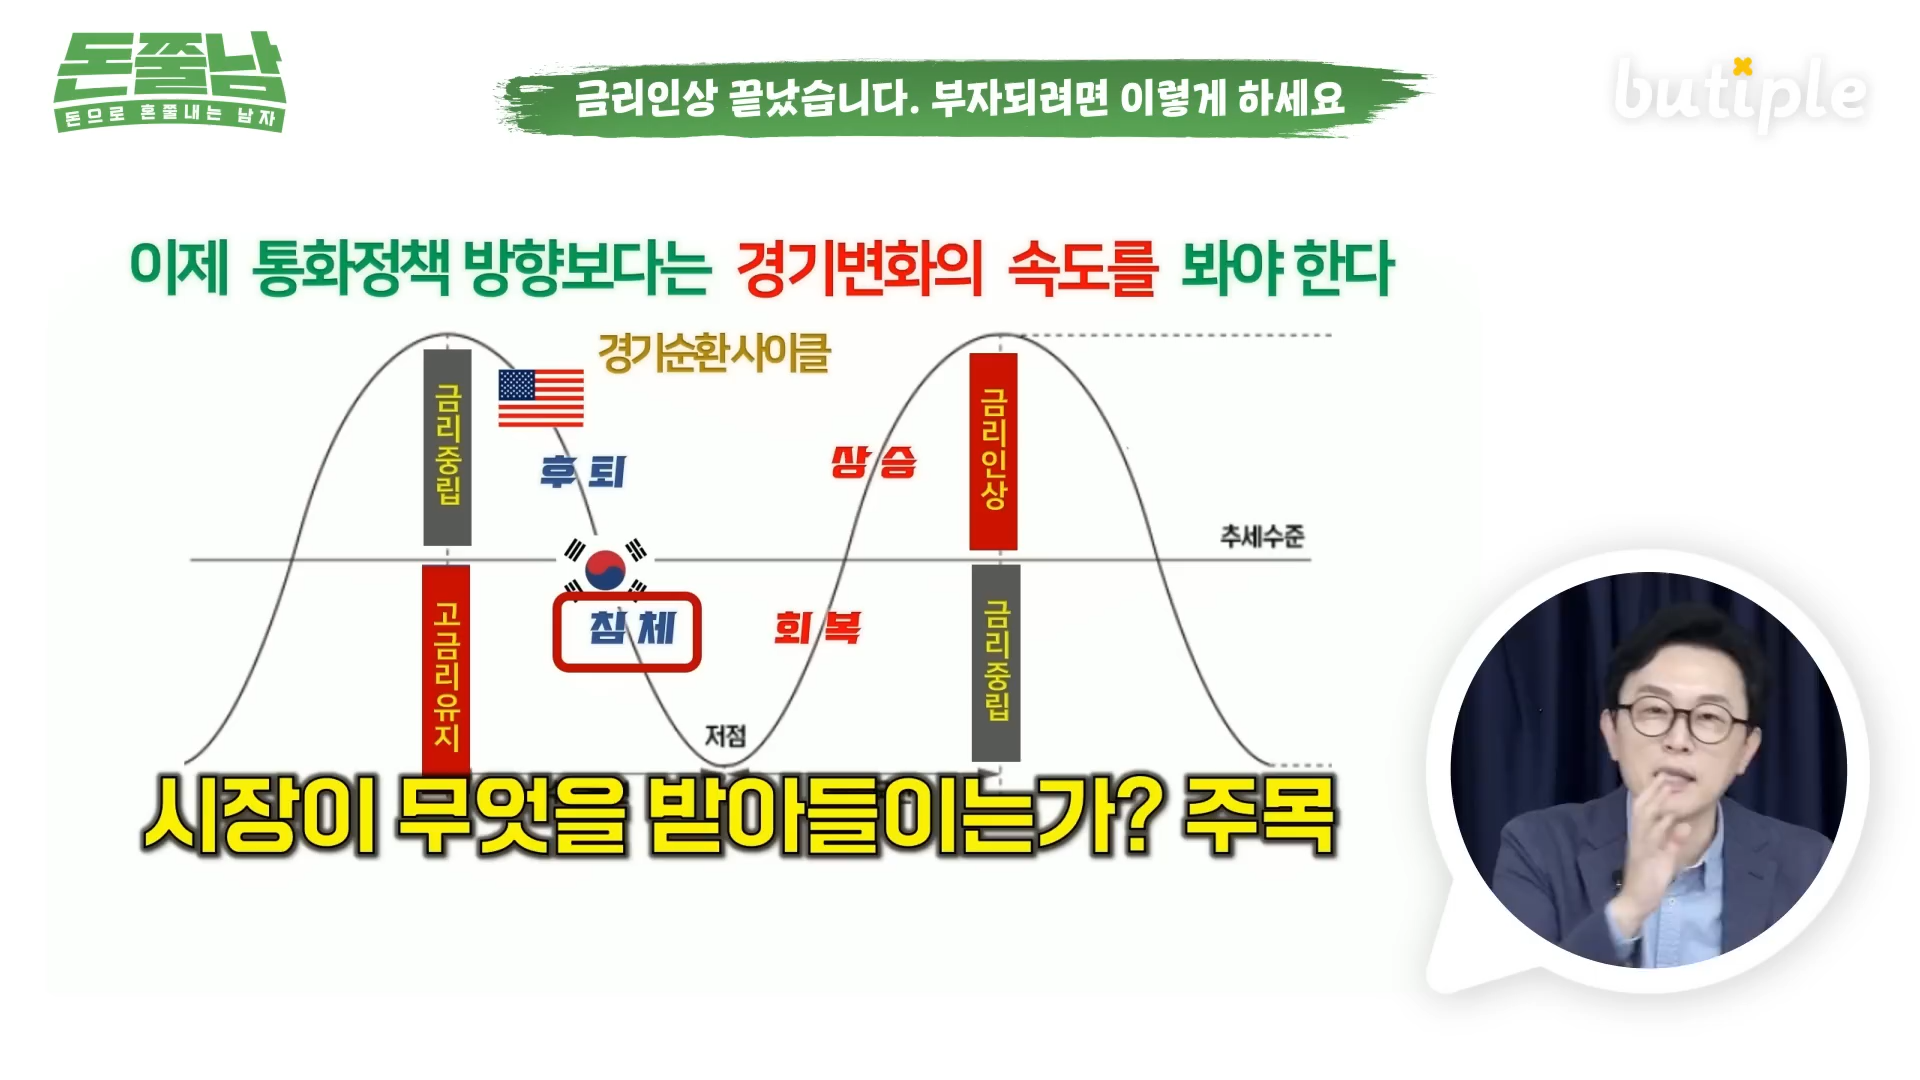 돈쭐남
돈으로 혼쭐내는 남자
금리인상 끝났습니다. 부자되려면 이렇게 하세요
butiple
이제 통화정책 방향보다는 경기변화의 속도를 봐야 한다
경기순환사이클
금리중립
후퇴
상승
금리인상
추세수준
고금리유지
침체
회복
금리중립
저점
시장이 무엇을 받아들이는가? 주목